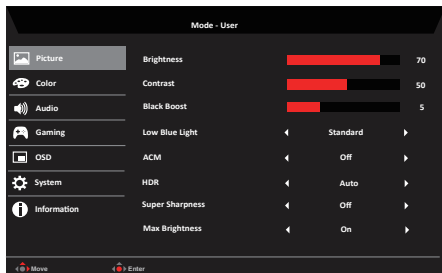 Mode - User
Picture
Brightness 70
Color
Contrast 50
Audio
Black Boost 5
Gaming
Low Blue Light Standard
OSD
ACM Off
System
HDR Auto
Information
Super Sharpness Off
Max Brightness On
Move Enter